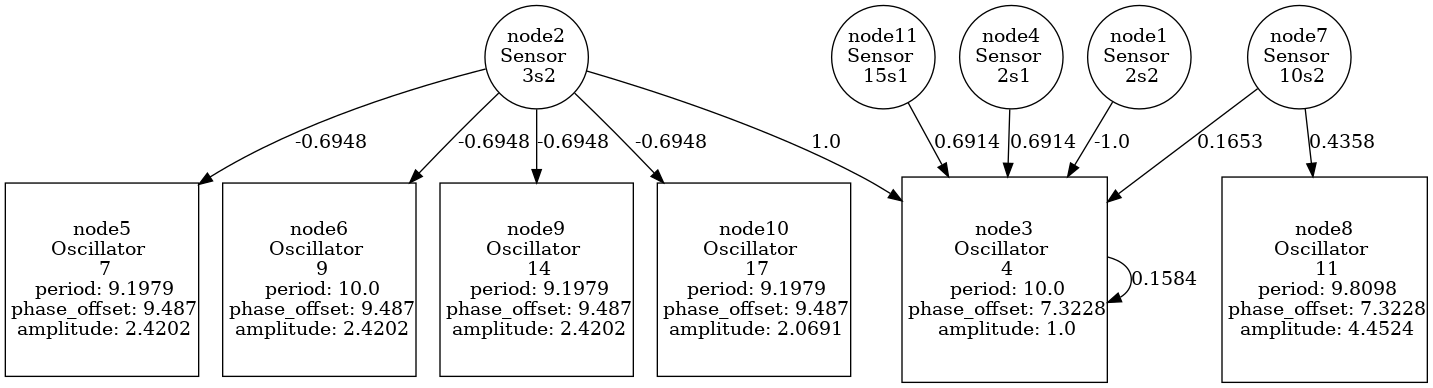 node2
Sensor
3s2
node11
Sensor
15s1
node4
Sensor
2s1
node1
Sensor
2s2
node7
Sensor
10s2
-0.6948
-0.6948
-0.6948
-0.6948
1.0
0.6914
0.6914
-1.0
0.1653
0.4358
node5
Oscillator
7
period: 9.1979
phase_offset: 9.487
amplitude: 2.4202
node6
Oscillator
9
period: 10.0
phase_offset: 9.487
amplitude: 2.4202
node9
Oscillator
14
period: 9.1979
phase_offset: 9.487
amplitude: 2.4202
node10
Oscillator
17
period: 9.1979
phase_offset: 9.487
amplitude: 2.0691
node3
Oscillator
4
period: 10.0
phase_offset: 7.3228
amplitude: 1.0
0.1584
node8
Oscillator
11
period: 9.8098
phase_offset: 7.3228
amplitude: 4.4524